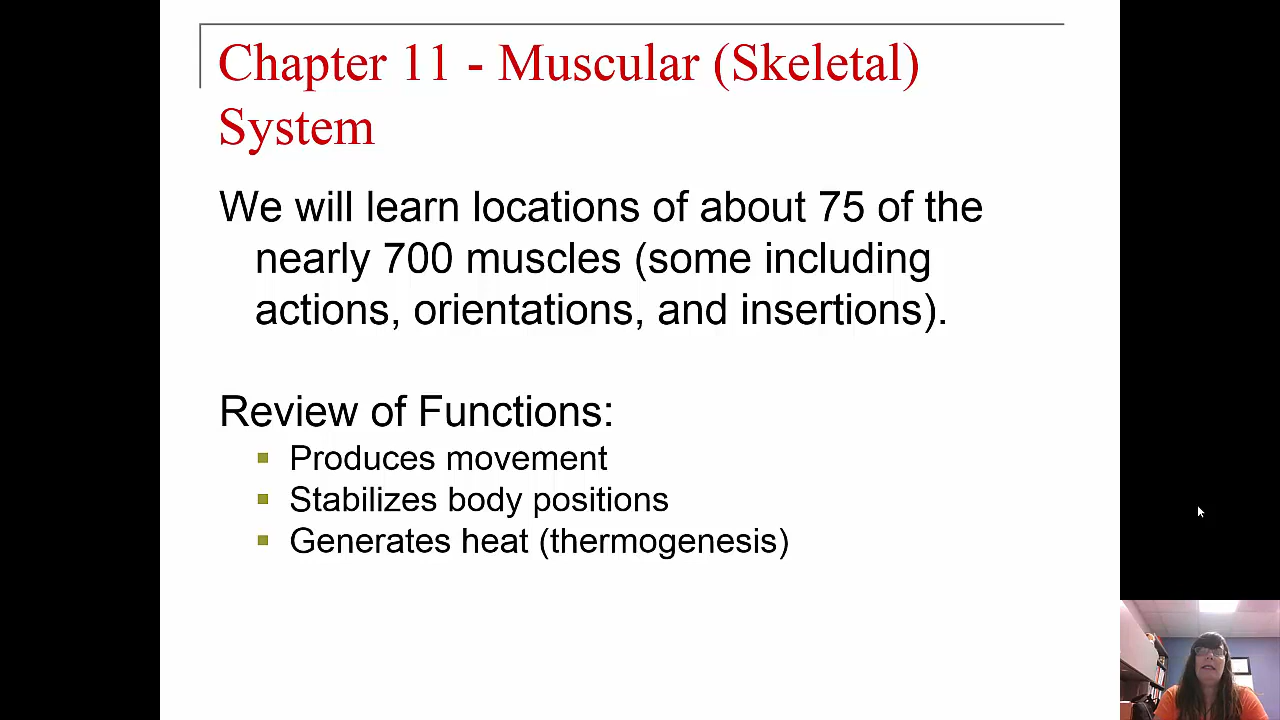 Chapter 11 - Muscular (Skeletal)
System
We will learn locations of about 75 of the
nearly 700 muscles (some including
actions, orientations, and insertions).
Review of Functions:
Produces movement
Stabilizes body positions
Generates heat (thermogenesis)